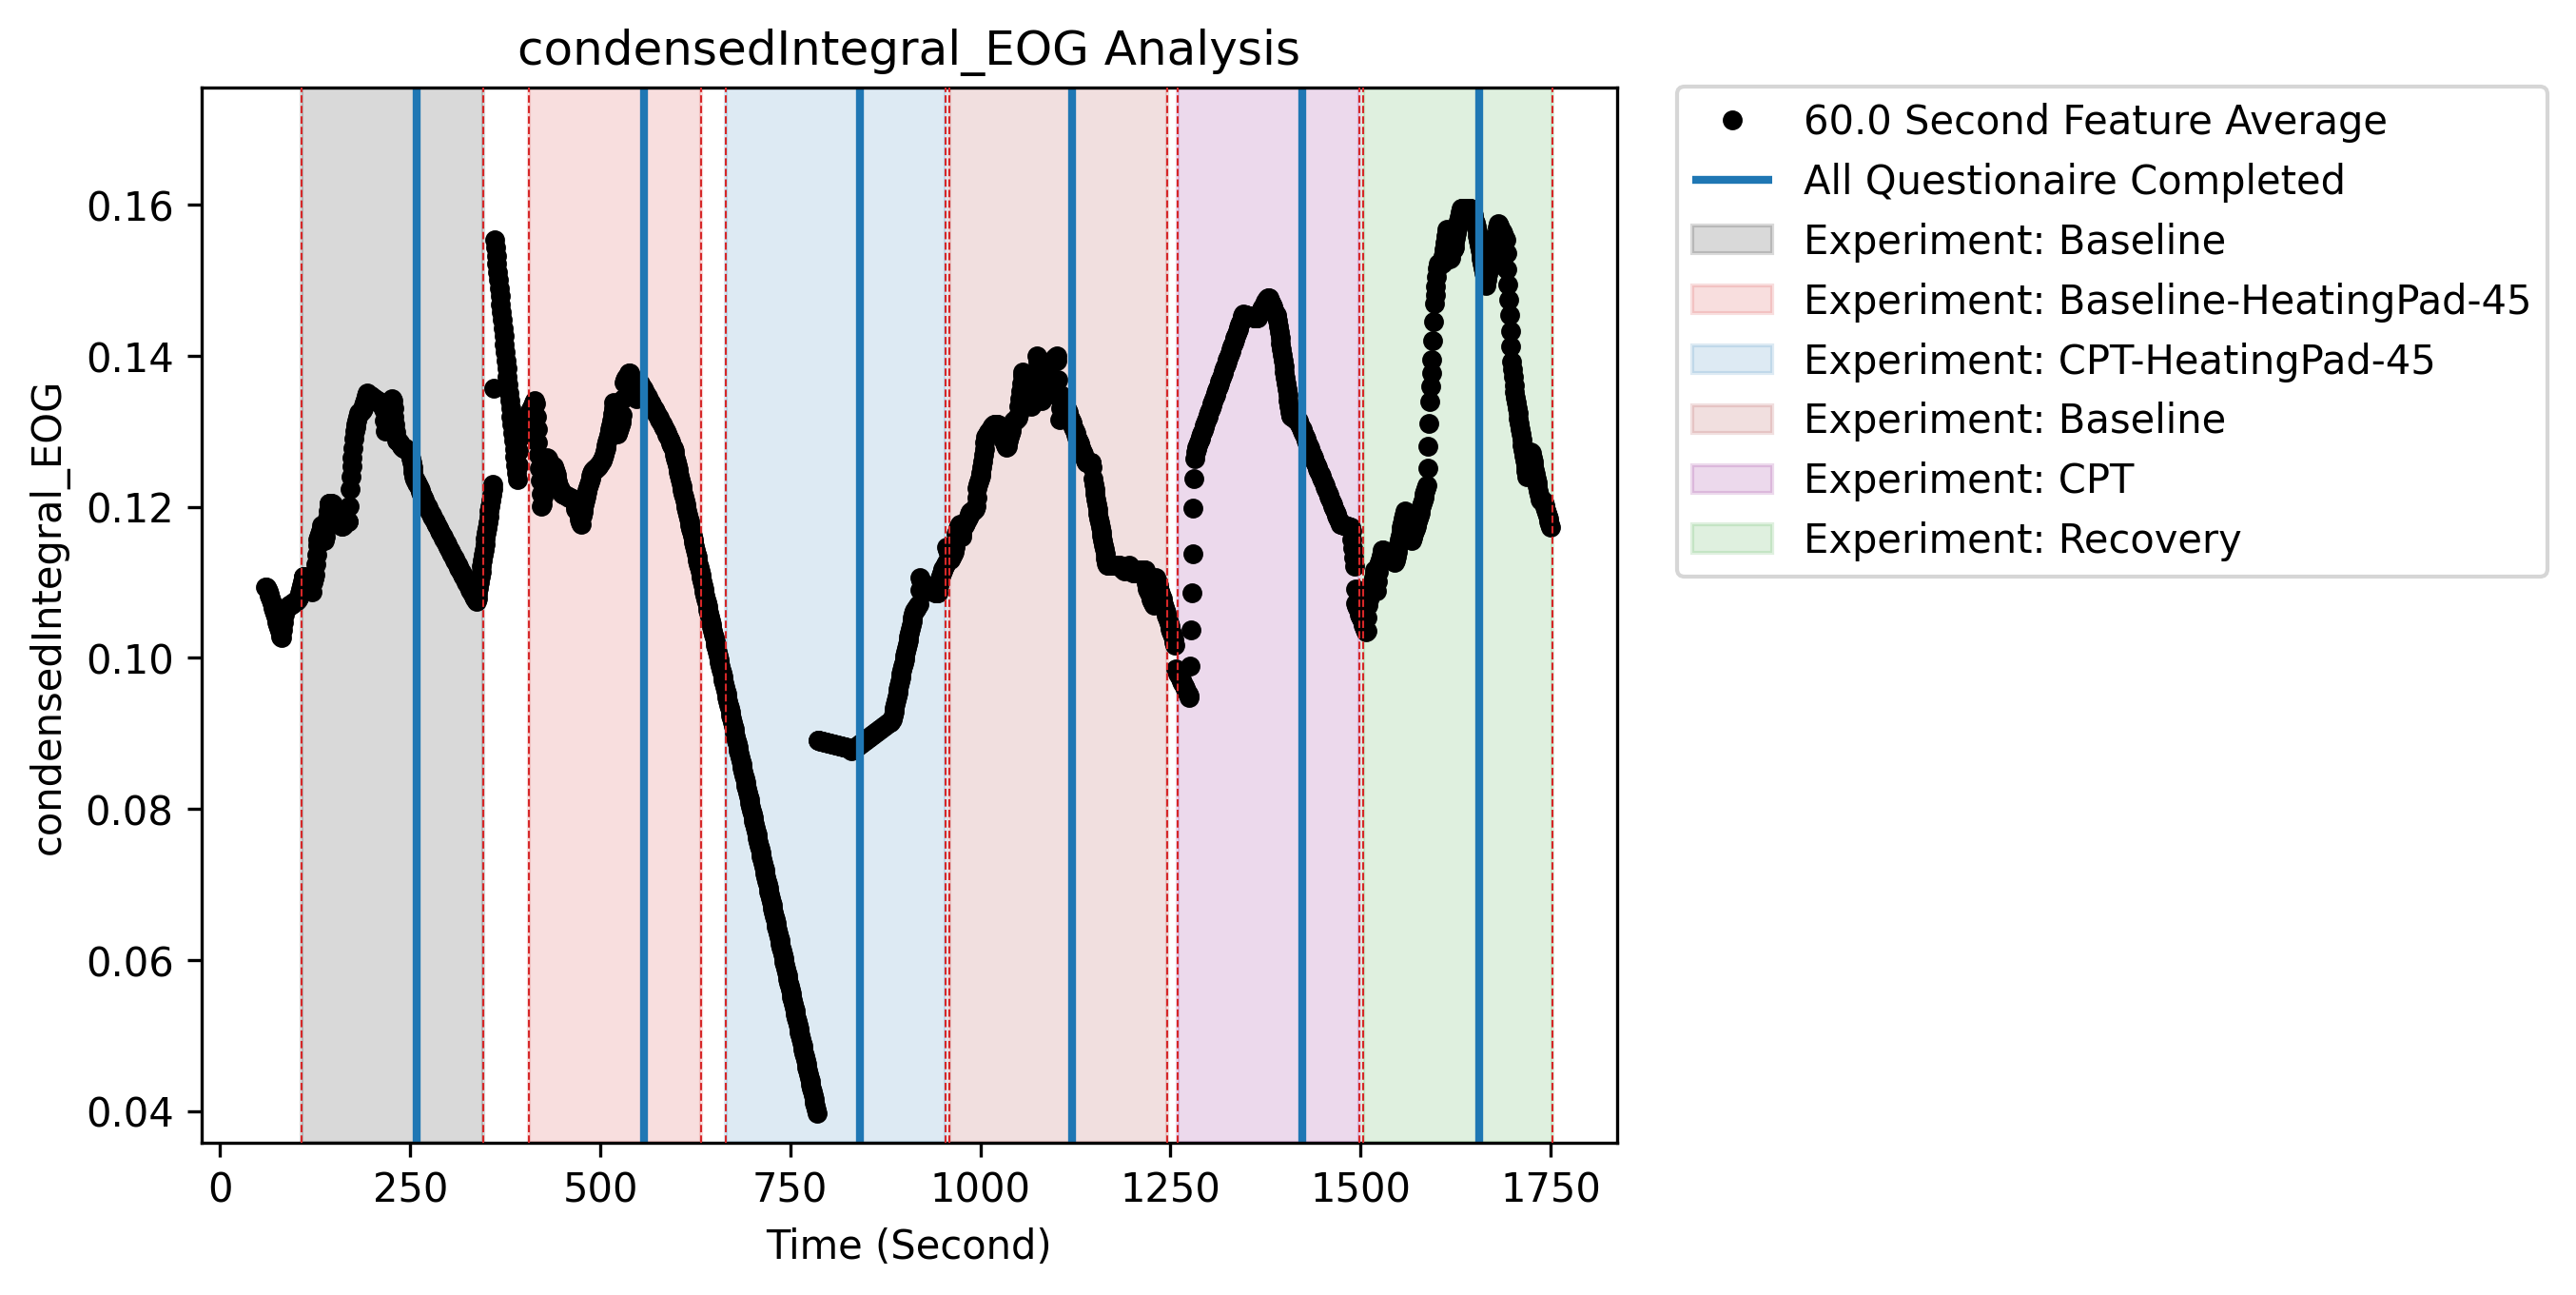 condensedIntegral_EOG Analysis
condensedIntegral_EOG
0.16
0.14
0.12
0.10
0.08
0.06
0.04
0 250 500 750 1000 1250 1500 1750
Time (Second)
60.0 Second Feature Average
All Questionaire Completed
Experiment: Baseline
Experiment: Baseline-HeatingPad-45
Experiment: CPT-HeatingPad-45
Experiment: Baseline
Experiment: CPT
Experiment: Recovery